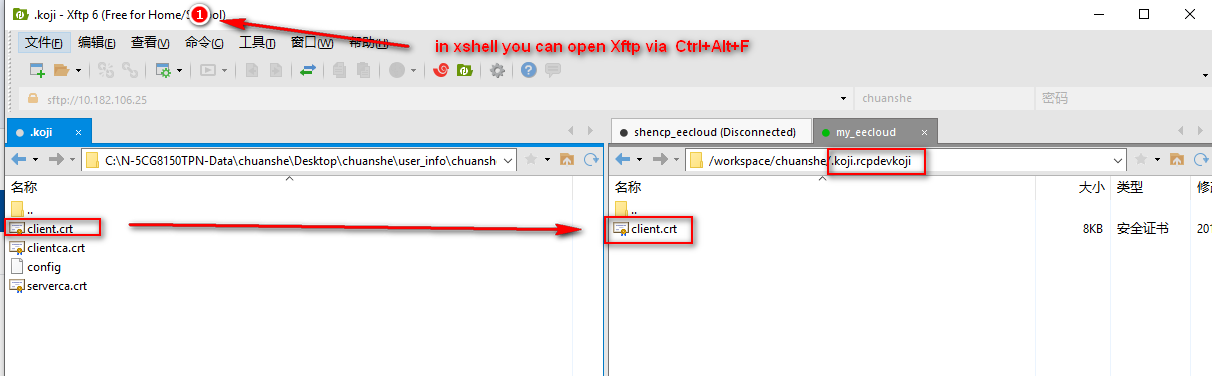 .koji - Xftp 6 (Free for Home/S 1 ool)
文件(F) 编辑(E) 查看(V) 命令(C) 工具(T) 窗口(W) 帮助(H)
in xshell you can open Xftp via Ctrl+Alt+F
sftp://10.182.106.25 chuanshe 密码
.koji shencp_eecloud (Disconnected) my_eecloud
C:\N-5CG8150TPN-Data\chuanshe\Desktop\chuanshe\user_info\chuansh /workspace/chuanshe/.koji.rcpdevkoji
名称 名称 大小 类型 修
.. ..
client.crt client.crt 8KB 安全证书 201
clientca.crt
config
serverca.crt